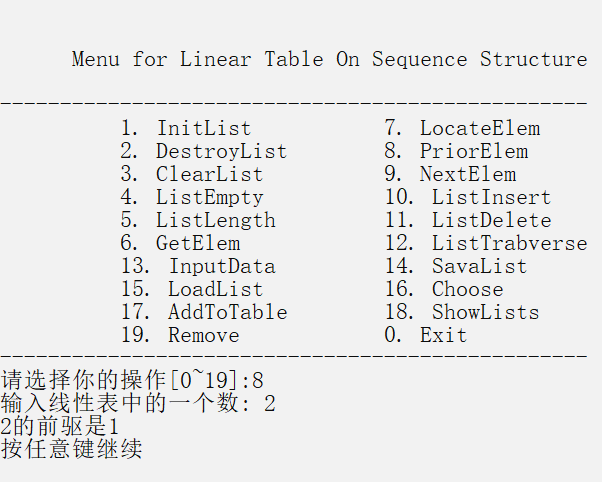 Menu for Linear Table On Sequence Structure
-------------------------------------------------
1. InitList 7. LocateElem
2. DestroyList 8. PriorElem
3. ClearList 9. NextElem
4. ListEmpty 10. ListInsert
5. ListLength 11. ListDelete
6. GetElem 12. ListTrabverse
13. InputData 14. SavaList
15. LoadList 16. Choose
17. AddToTable 18. ShowLists
19. Remove 0. Exit
-------------------------------------------------
请选择你的操作[0~19]:8
输入线性表中的一个数: 2
2的前驱是1
按任意键继续